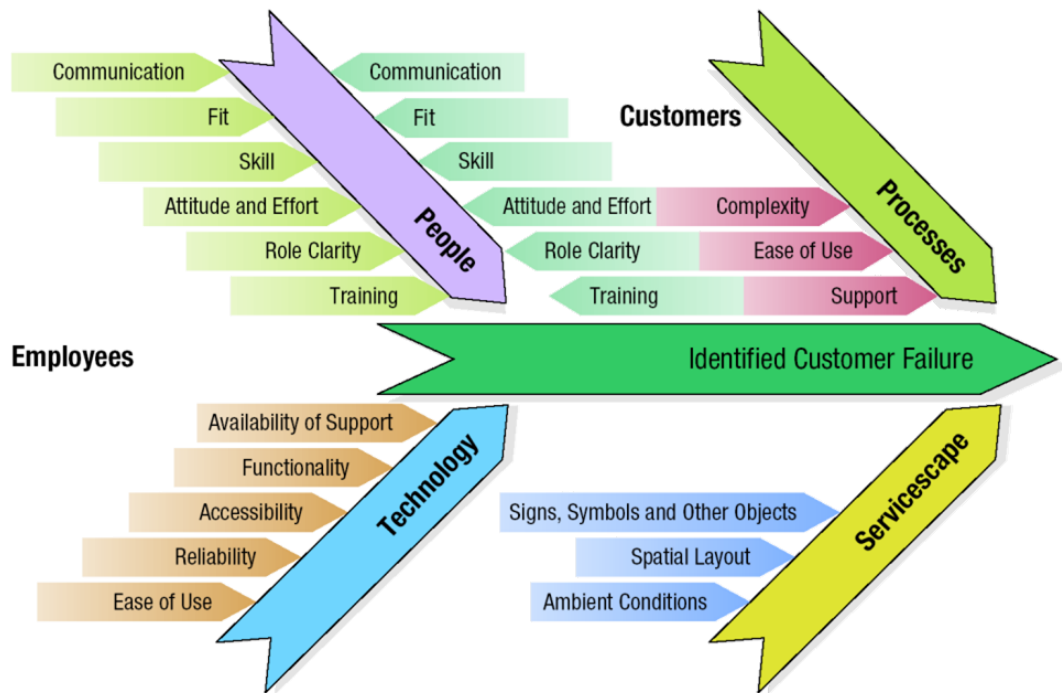 Communication
Communication
Fit
Fit
Customers
Skill
Skill
Attitude and Effort
Attitude and Effort
Complexity
People
Processes
Role Clarity
Role Clarity
Ease of Use
Training
Training
Support
Employees
Identified Customer Failure
Availability of Support
Functionality
Technology
Servicescape
Accessibility
Signs, Symbols and Other Objects
Reliability
Spatial Layout
Ease of Use
Ambient Conditions